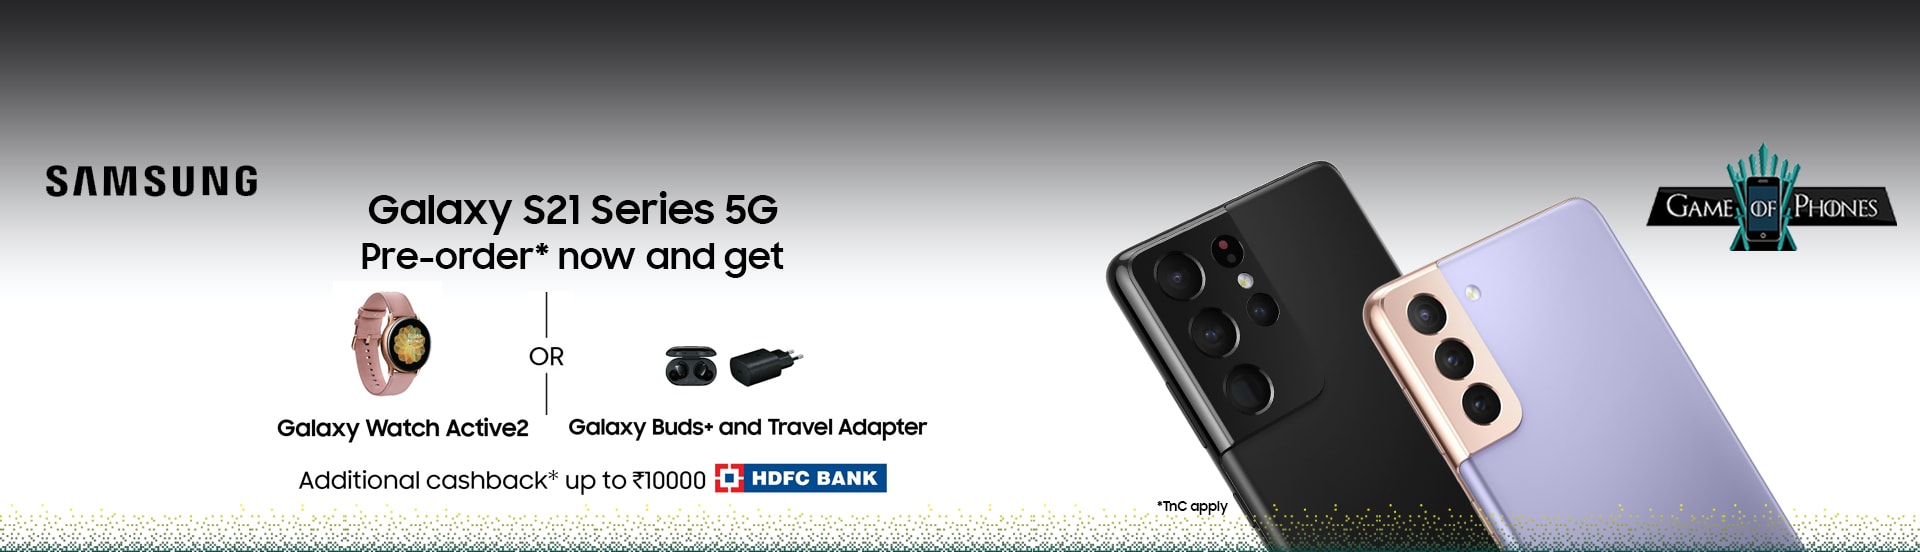 SAMSUNG
Galaxy S21 Series 5G
Pre-order* now and get
OR
Galaxy Watch Active2
Galaxy Buds+ and Travel Adapter
Additional cashback* up to ₹10000 HDFC BANK
*TnC apply
GAME OF PHONES